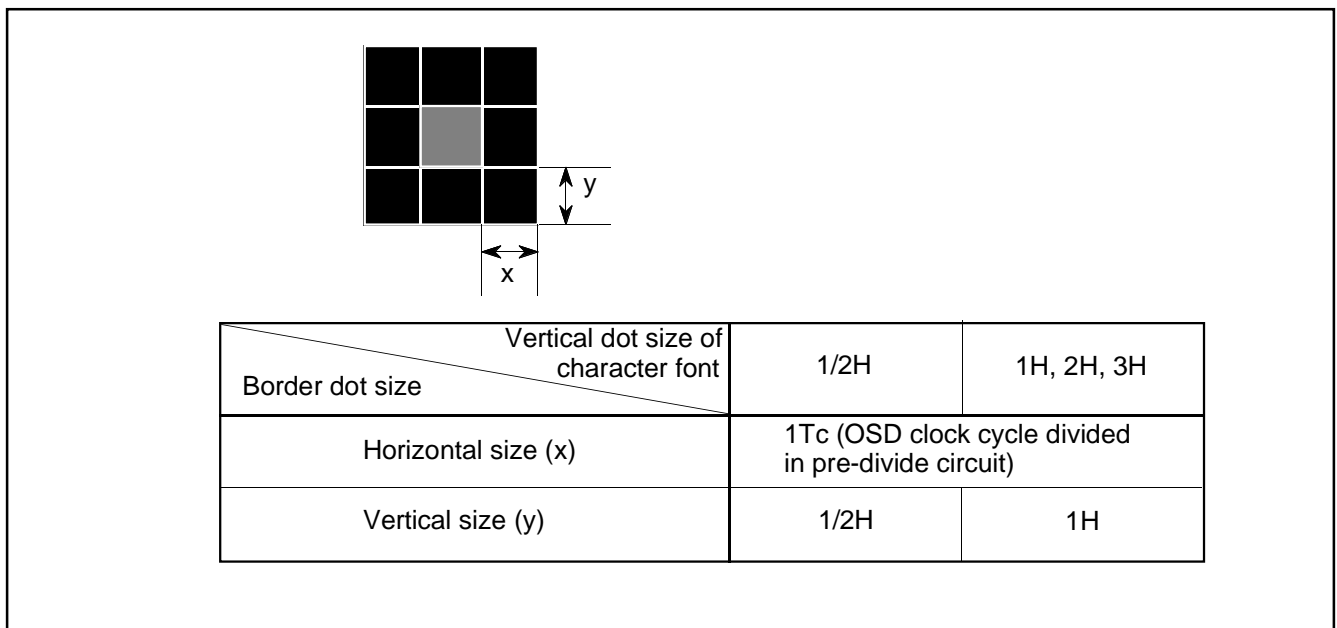 y
x
Vertical dot size of
character font
Border dot size
1/2H
1H, 2H, 3H
Horizontal size (x)
1Tc (OSD clock cycle divided
in pre-divide circuit)
Vertical size (y)
1/2H
1H